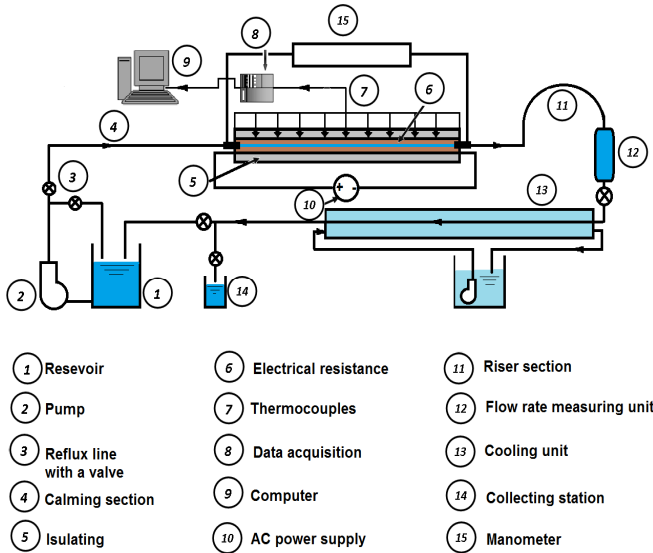 15
8
9
7
6
4
11
12
3
5
10
+ -
13
2
1
14
1 Resevoir
2 Pump
3 Reflux line
with a valve
4 Calming section
5 Isulating
6 Electrical resistance
7 Thermocouples
8 Data acquisition
9 Computer
10 AC power supply
11 Riser section
12 Flow rate measuring unit
13 Cooling unit
14 Collecting station
15 Manometer